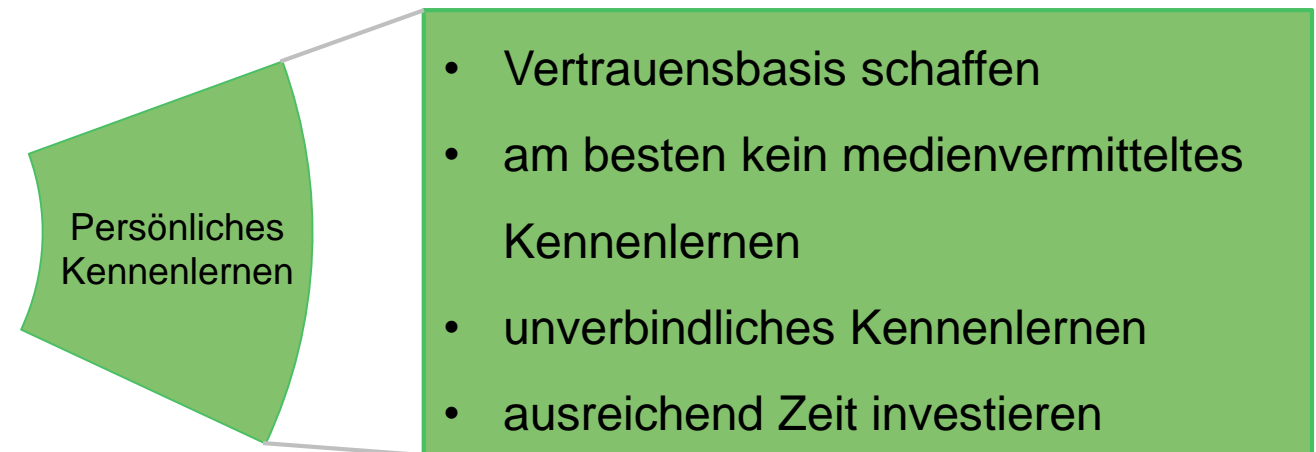 Persönliches
Kennenlernen
• Vertrauensbasis schaffen
• am besten kein medienvermitteltes
Kennenlernen
• unverbindliches Kennenlernen
• ausreichend Zeit investieren